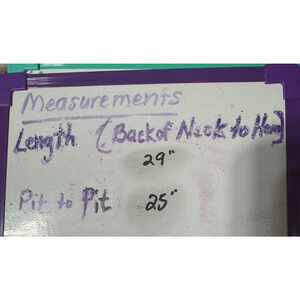 Measurements
Length (Back of Neck to Hem)
29"
Pit to Pit 25"